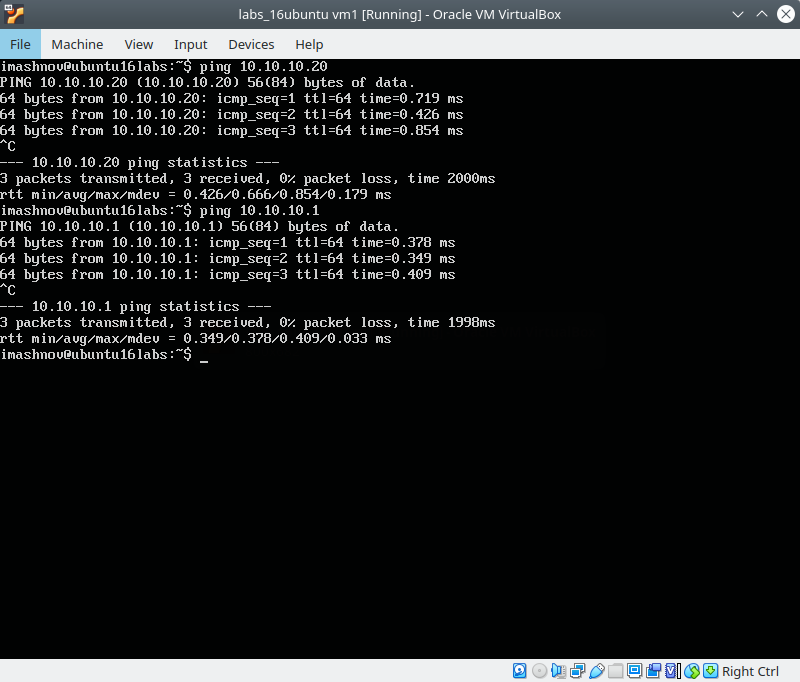 labs_16ubuntu vm1 [Running] - Oracle VM VirtualBox
File Machine View Input Devices Help
imashnov@ubuntu16labs:~$ ping 10.10.10.20
PING 10.10.10.20 (10.10.10.20) 56(84) bytes of data.
64 bytes from 10.10.10.20: icmp_seq=1 ttl=64 time=0.719 ms
64 bytes from 10.10.10.20: icmp_seq=2 ttl=64 time=0.426 ms
64 bytes from 10.10.10.20: icmp_seq=3 ttl=64 time=0.854 ms
^C
--- 10.10.10.20 ping statistics ---
3 packets transmitted, 3 received, 0% packet loss, time 2000ms
rtt min/avg/max/mdev = 0.426/0.666/0.854/0.179 ms
imashnov@ubuntu16labs:~$ ping 10.10.10.1
PING 10.10.10.1 (10.10.10.1) 56(84) bytes of data.
64 bytes from 10.10.10.1: icmp_seq=1 ttl=64 time=0.378 ms
64 bytes from 10.10.10.1: icmp_seq=2 ttl=64 time=0.349 ms
64 bytes from 10.10.10.1: icmp_seq=3 ttl=64 time=0.409 ms
^C
--- 10.10.10.1 ping statistics ---
3 packets transmitted, 3 received, 0% packet loss, time 1998ms
rtt min/avg/max/mdev = 0.349/0.378/0.409/0.033 ms
imashnov@ubuntu16labs:~$ _
Right Ctrl